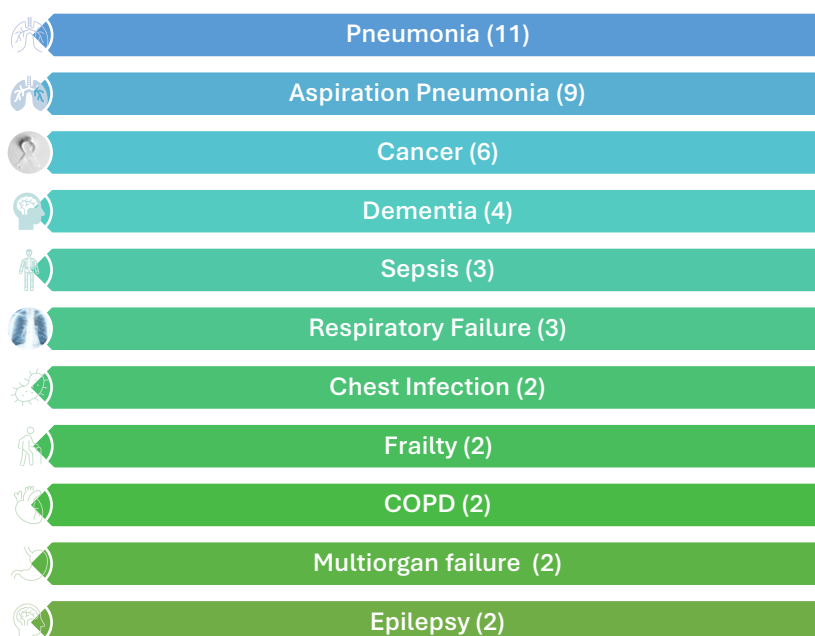 Pneumonia (11)
Aspiration Pneumonia (9)
Cancer (6)
Dementia (4)
Sepsis (3)
Respiratory Failure (3)
Chest Infection (2)
Frailty (2)
COPD (2)
Multiorgan failure (2)
Epilepsy (2)